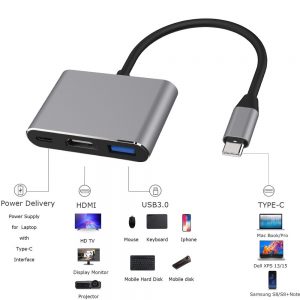 Power Delivery
HDMI
USB3.0
TYPE-C
Power Supply
for Laptop
with
Type-C
Interface
HD TV
Display Monitor
Projector
Mouse
Keyboard
Iphone
Mobile Hard Disk
Mobile disk
Mac Book/Pro
Dell XPS 13/15
Samsung S8/S8+Note8